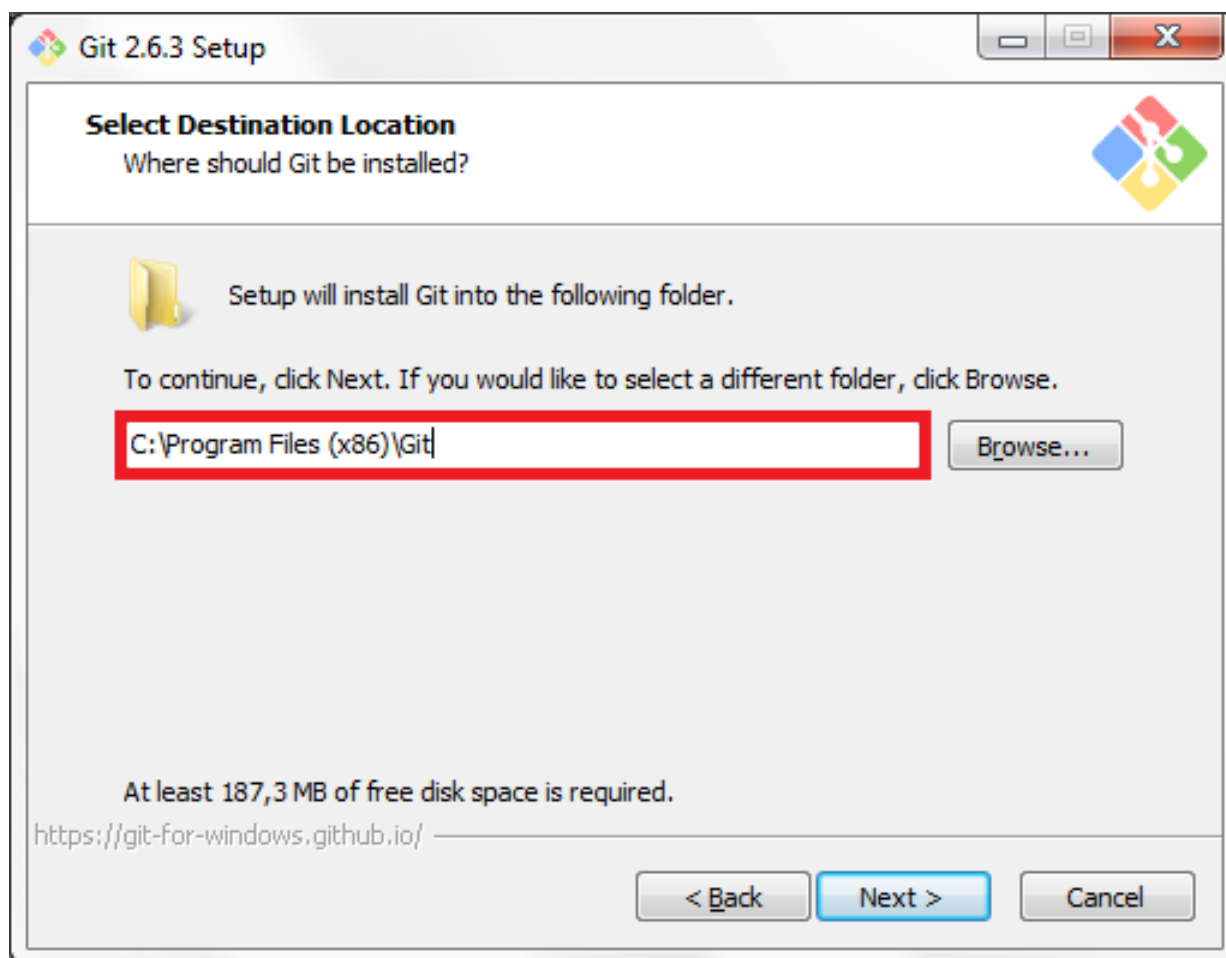 Git 2.6.3 Setup
Select Destination Location
Where should Git be installed?
Setup will install Git into the following folder.
To continue, click Next. If you would like to select a different folder, click Browse.
C:\Program Files (x86)\Git
Browse...
At least 187,3 MB of free disk space is required.
https://git-for-windows.github.io/
< Back
Next >
Cancel